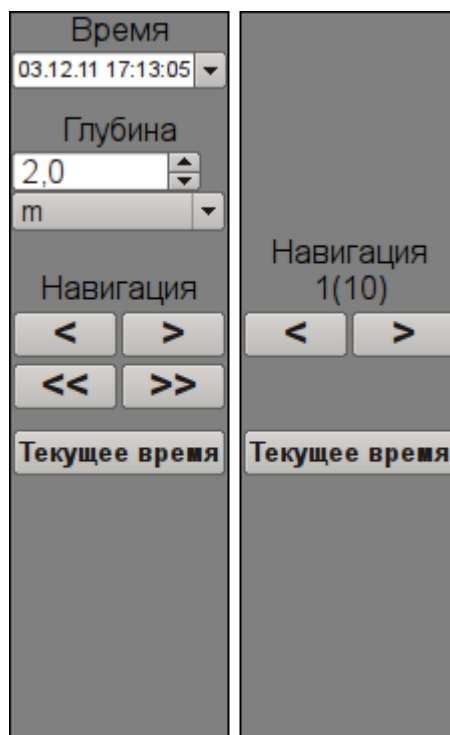 Время
03.12.11 17:13:05
Глубина
2,0
m
Навигация
< >
<< >>
Текущее время
Навигация
1(10)
< >
Текущее время